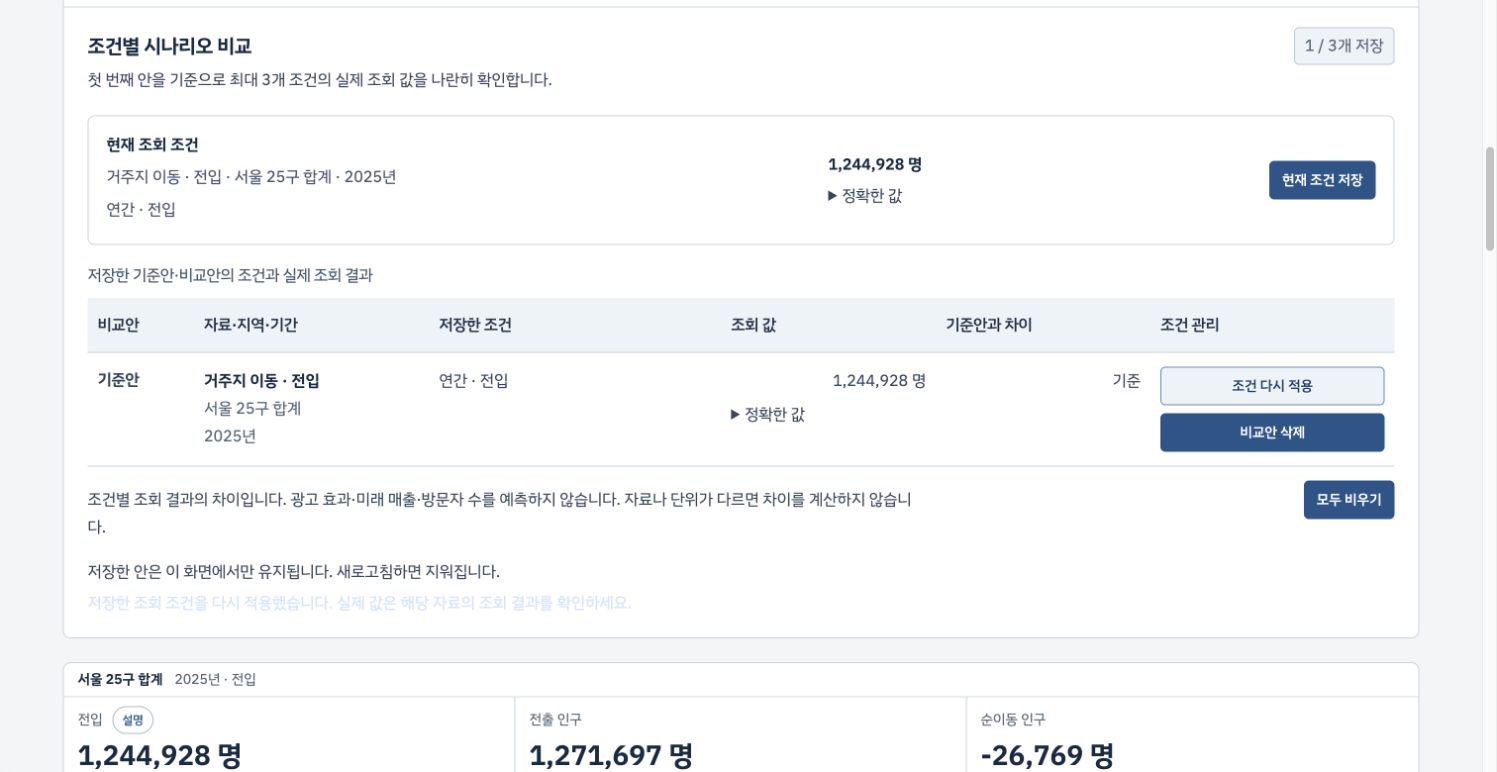 조건별 시나리오 비교
1 / 3개 저장
첫 번째 안을 기준으로 최대 3개 조건의 실제 조회 값을 나란히 확인합니다.
현재 조회 조건
거주지 이동 · 전입 · 서울 25구 합계 · 2025년
연간 · 전입
1,244,928 명
▶ 정확한 값
현재 조건 저장
저장한 기준안·비교안의 조건과 실제 조회 결과
비교안 자료·지역·기간 저장한 조건 조회 값 기준안과 차이 조건 관리
기준안 거주지 이동 · 전입 연간 · 전입 1,244,928 명 기준 조건 다시 적용
서울 25구 합계 ▶ 정확한 값
2025년 비교안 삭제
조건별 조회 결과의 차이입니다. 광고 효과·미래 매출·방문자 수를 예측하지 않습니다. 자료나 단위가 다르면 차이를 계산하지 않습니
다.
모두 비우기
저장한 안은 이 화면에서만 유지됩니다. 새로고침하면 지워집니다.
저장한 조회 조건을 다시 적용했습니다. 실제 값은 해당 자료의 조회 결과를 확인하세요.
서울 25구 합계 2025년 · 전입
전입 설명
1,244,928 명
전출 인구
1,271,697 명
순이동 인구
-26,769 명